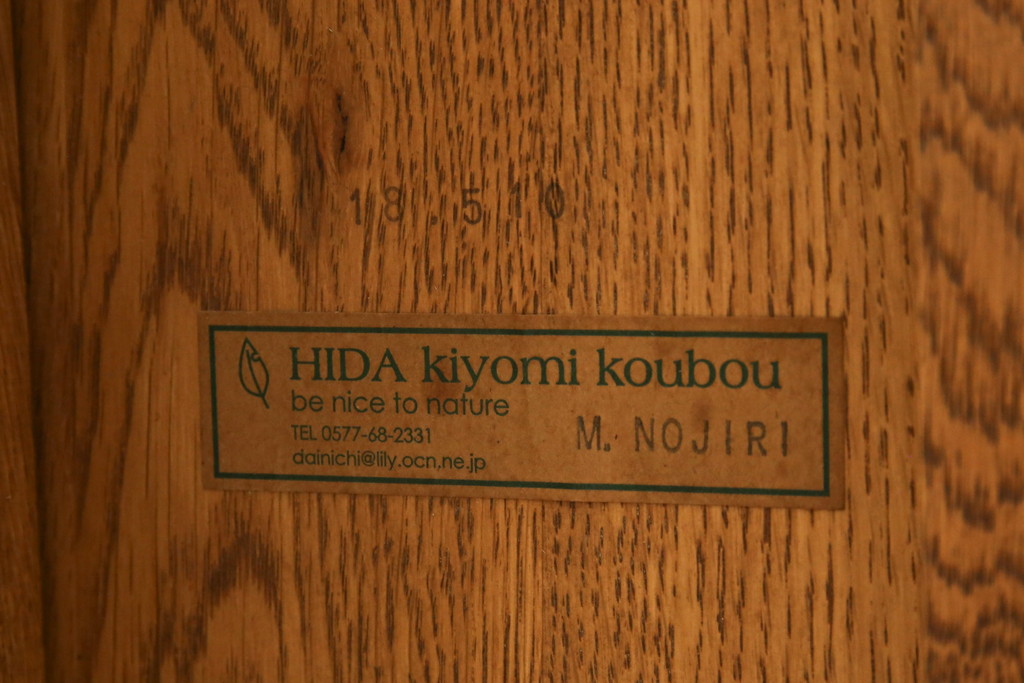 18.5.10
HIDA kiyomi koubou
be nice to nature
TEL 0577-68-2331
dainichi@lily.ocn.ne.jp
M. NOJIRI